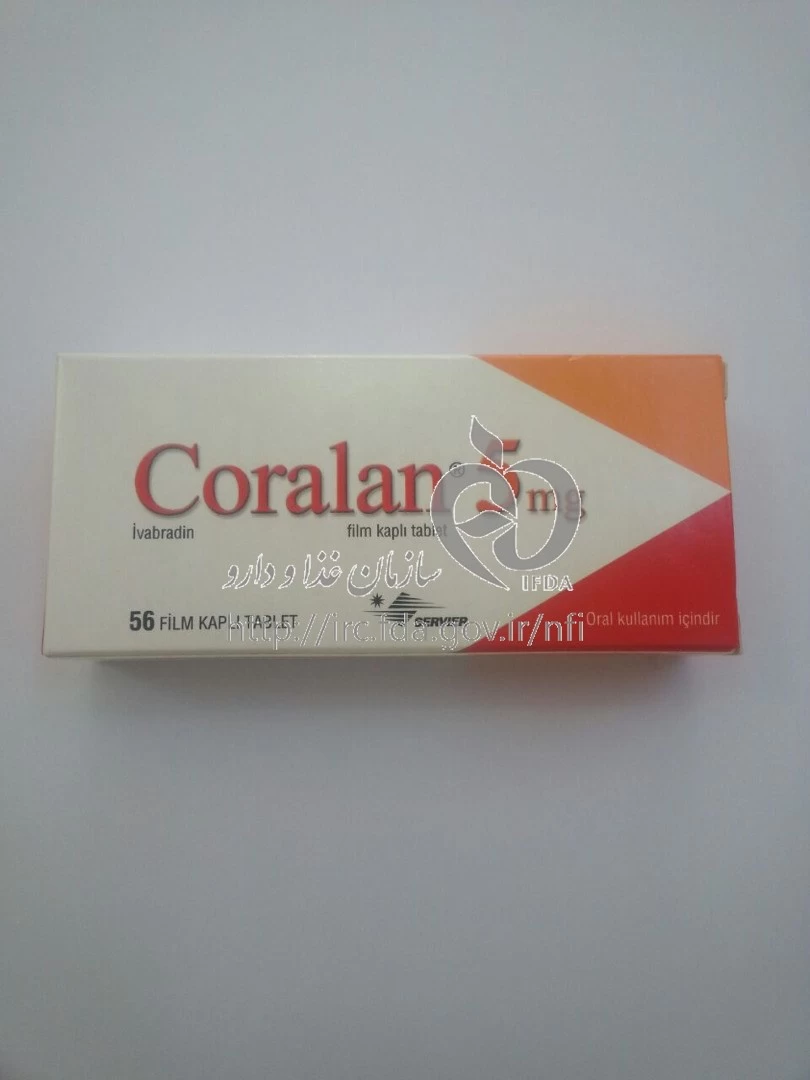 Coralan® 5 mg
İvabradin film kaplı tablet
IFDA
سازمان غذا و دارو
56 FİLM KAPLI TABLET
SERVIER
Oral kullanım içindir
http://irc.fda.gov.ir/nfi